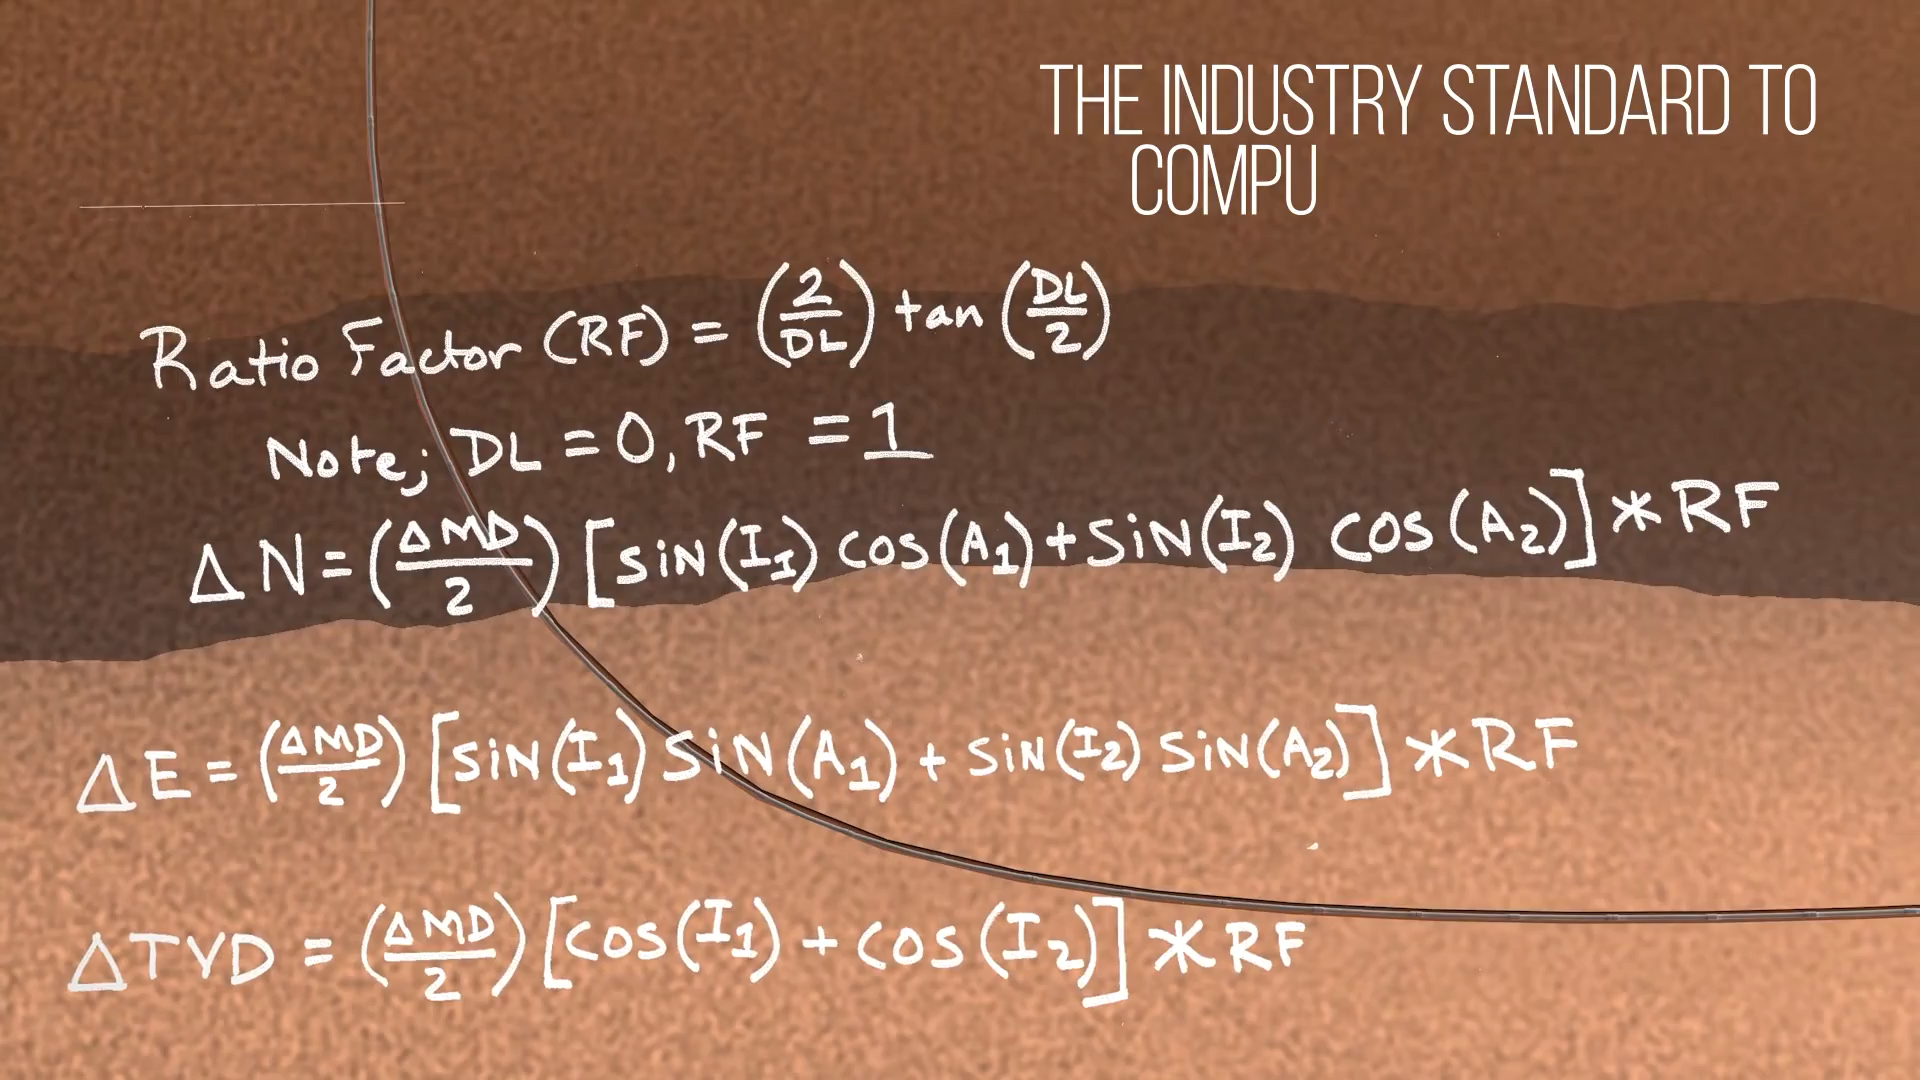 THE INDUSTRY STANDARD TO
COMPU
Ratio Factor (RF) = (2/DL) tan (DL/2)
Note; DL = 0, RF = 1
ΔN = (ΔMD/2) [SiN(I₁) COS(A₁) + SiN(I₂) COS(A₂)] * RF
ΔE = (ΔMD/2) [SiN(I₁) SiN(A₁) + SiN(I₂) SiN(A₂)] * RF
ΔTVD = (ΔMD/2) [COS(I₁) + COS(I₂)] * RF